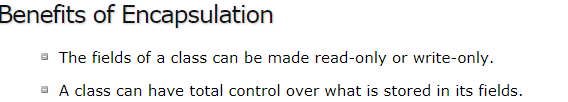 Benefits of Encapsulation
The fields of a class can be made read-only or write-only.
A class can have total control over what is stored in its fields.